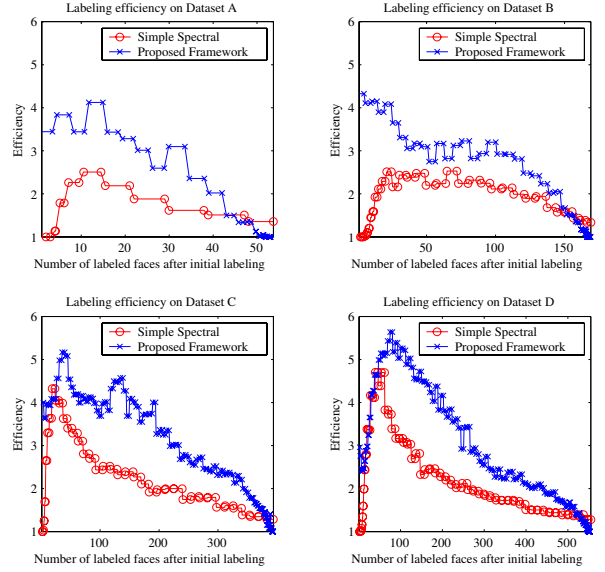 Labeling efficiency on Dataset A
Simple Spectral
Proposed Framework
Efficiency
6
5
4
3
2
1
10 20 30 40 50
Number of labeled faces after initial labeling
Labeling efficiency on Dataset B
Simple Spectral
Proposed Framework
Efficiency
6
5
4
3
2
1
50 100 150
Number of labeled faces after initial labeling
Labeling efficiency on Dataset C
Simple Spectral
Proposed Framework
Efficiency
6
5
4
3
2
1
100 200 300
Number of labeled faces after initial labeling
Labeling efficiency on Dataset D
Simple Spectral
Proposed Framework
Efficiency
6
5
4
3
2
1
100 200 300 400 500
Number of labeled faces after initial labeling